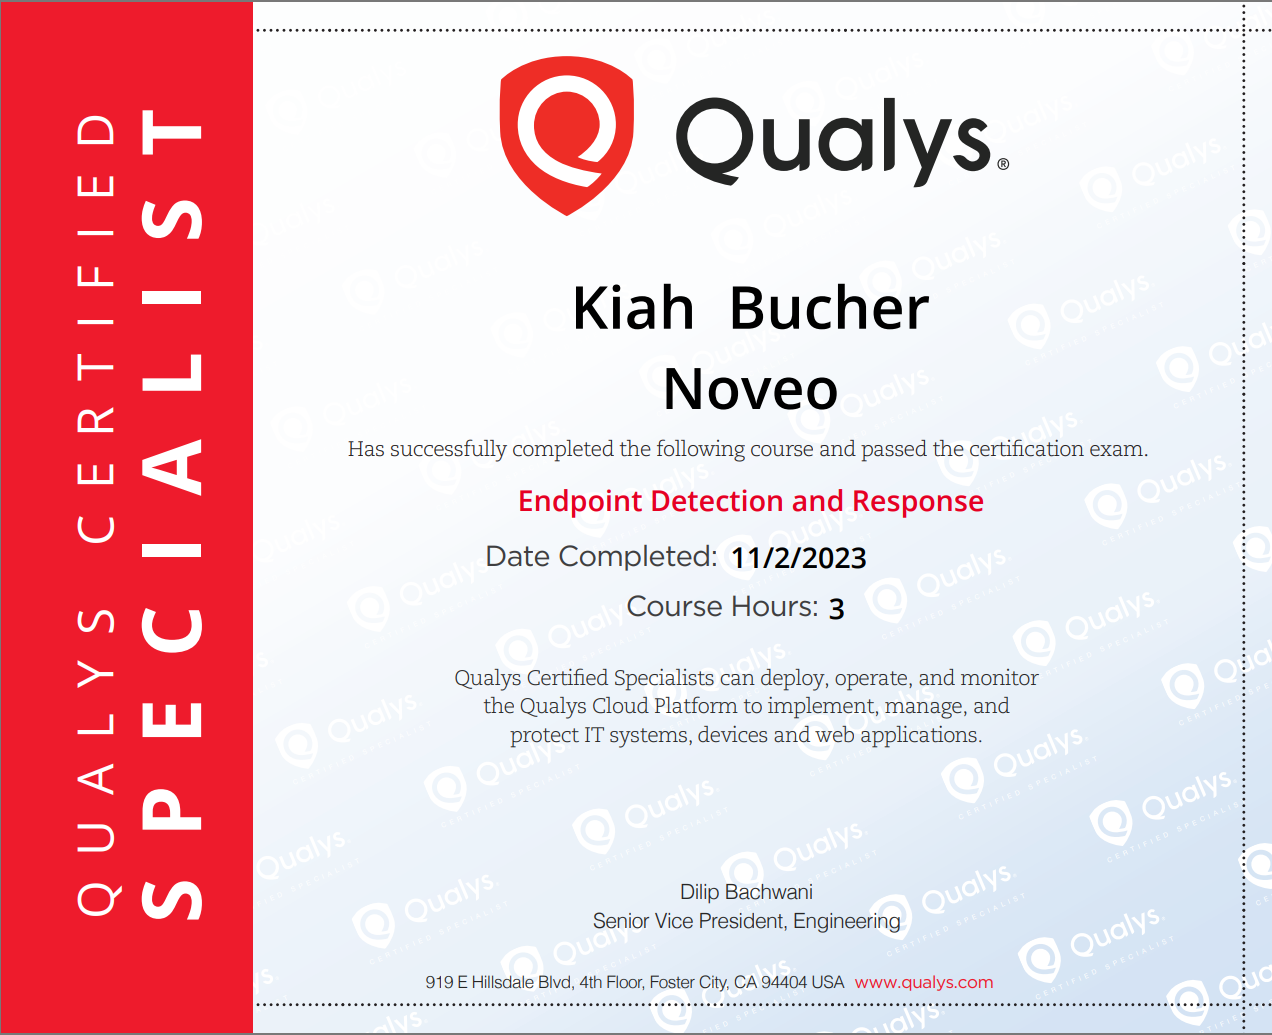 QUALYS CERTIFIED
SPECIALIST
Qualys®
Kiah Bucher
Noveo
Has successfully completed the following course and passed the certification exam.
Endpoint Detection and Response
Date Completed: 11/2/2023
Course Hours: 3
Qualys Certified Specialists can deploy, operate, and monitor
the Qualys Cloud Platform to implement, manage, and
protect IT systems, devices and web applications.
Dilip Bachwani
Senior Vice President, Engineering
919 E Hillsdale Blvd, 4th Floor, Foster City, CA 94404 USA www.qualys.com